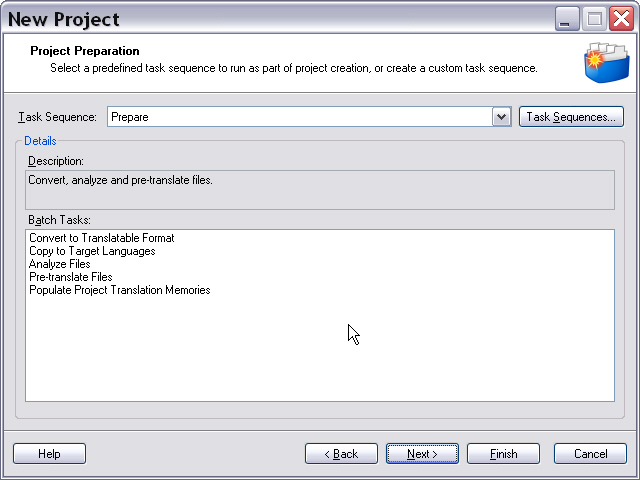 New Project
Project Preparation
Select a predefined task sequence to run as part of project creation, or create a custom task sequence.
Task Sequence: Prepare Task Sequences...
Details
Description:
Convert, analyze and pre-translate files.
Batch Tasks:
Convert to Translatable Format
Copy to Target Languages
Analyze Files
Pre-translate Files
Populate Project Translation Memories
Help < Back Next > Finish Cancel